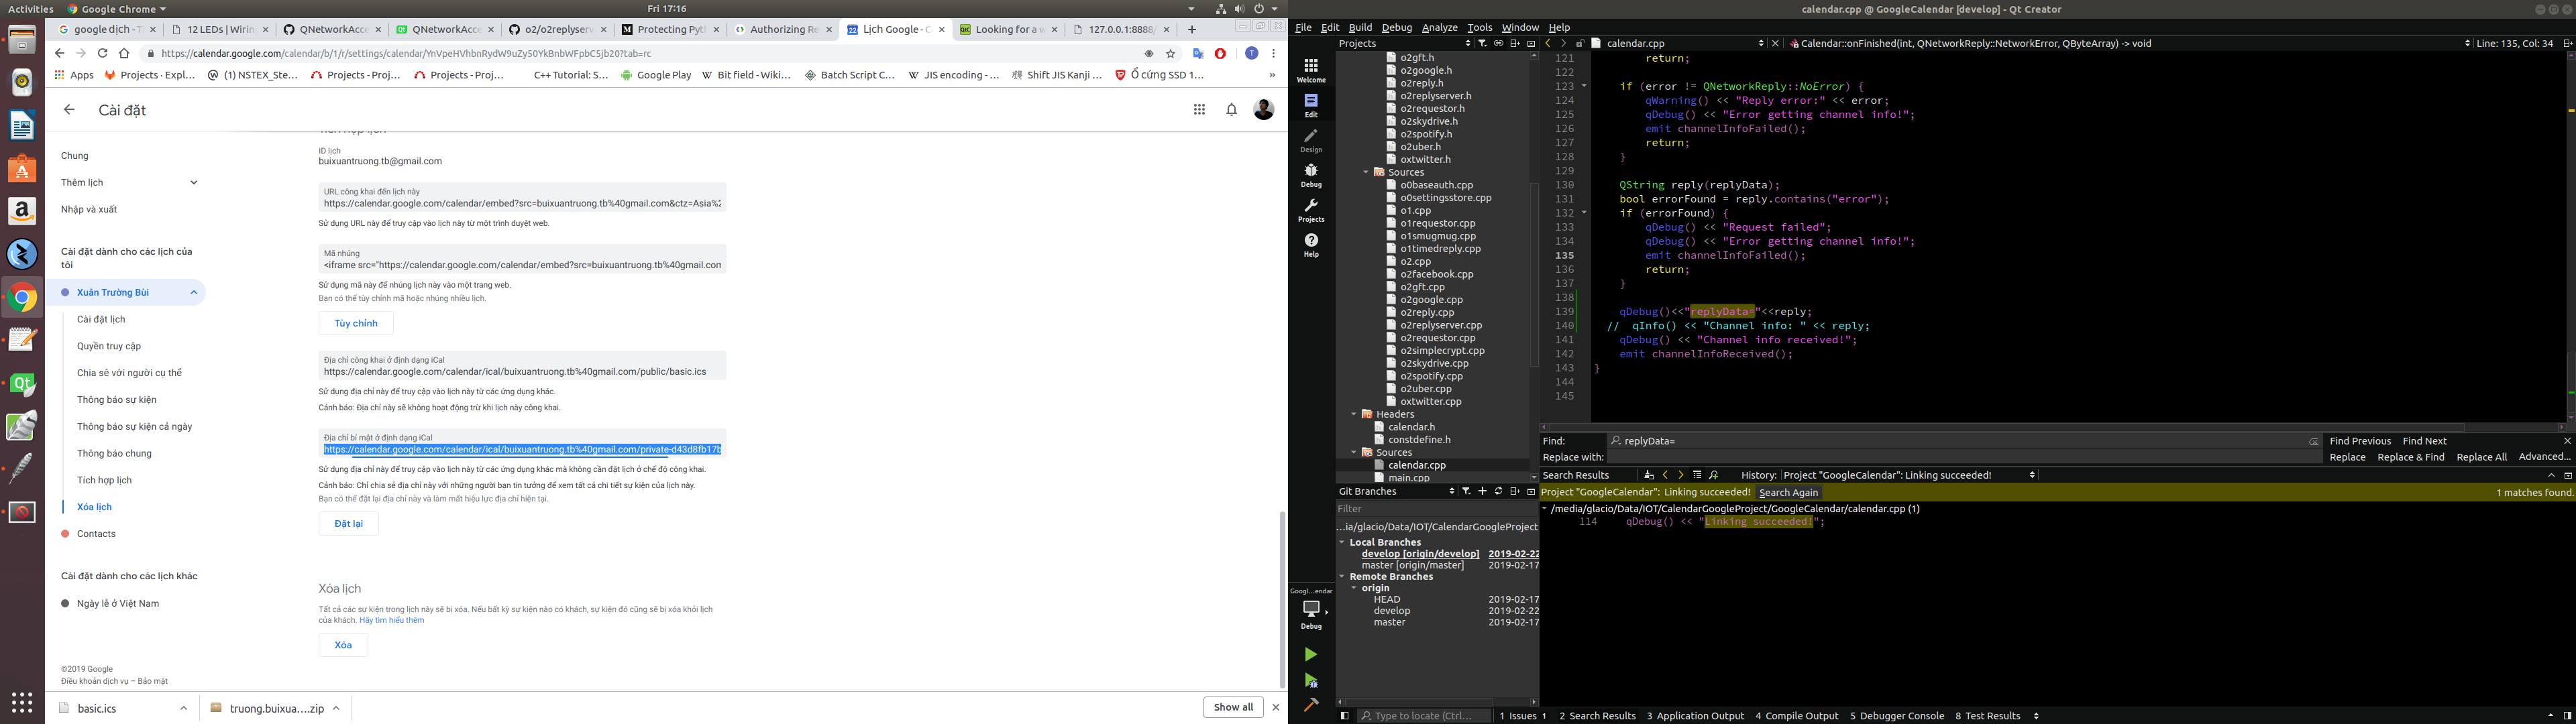 Activities
Google Chrome
Fri 17:16
google dịch - T
12 LEDs | Wirin
QNetworkAcce
QNetworkAcce
o2/o2replyserv
Protecting Pyth
Authorizing Re
Lịch Google - C
Looking for a w
127.0.0.1:8888/
https://calendar.google.com/calendar/b/1/r/settings/calendar/YnVpeHVhbnRydW9uZy50YkBnbWFpbC5jb20?tab=rc
Apps
Projects · Expl…
(1) NSTEX_Ste…
Projects - Proj…
Projects - Proj…
C++ Tutorial: S…
Google Play
Bit field - Wiki…
Batch Script C…
JIS encoding - …
Shift JIS Kanji …
Ổ cứng SSD 1…
Cài đặt
Chung
Thêm lịch
Nhập và xuất
Cài đặt dành cho các lịch của
tôi
Xuân Trường Bùi
Cài đặt lịch
Quyền truy cập
Chia sẻ với người cụ thể
Thông báo sự kiện
Thông báo sự kiện cả ngày
Thông báo chung
Tích hợp lịch
Xóa lịch
Contacts
Cài đặt dành cho các lịch khác
Ngày lễ ở Việt Nam
©2019 Google
Điều khoản dịch vụ – Bảo mật
ID lịch
buixuantruong.tb@gmail.com
URL công khai đến lịch này
https://calendar.google.com/calendar/embed?src=buixuantruong.tb%40gmail.com&ctz=Asia%2
Sử dụng URL này để truy cập vào lịch này từ một trình duyệt web.
Mã nhúng
<iframe src="https://calendar.google.com/calendar/embed?src=buixuantruong.tb%40gmail.com
Sử dụng mã này để nhúng lịch này vào một trang web.
Bạn có thể tùy chỉnh mã hoặc nhúng nhiều lịch.
Tùy chỉnh
Địa chỉ công khai ở định dạng iCal
https://calendar.google.com/calendar/ical/buixuantruong.tb%40gmail.com/public/basic.ics
Sử dụng địa chỉ này để truy cập vào lịch này từ các ứng dụng khác.
Cảnh báo: Địa chỉ này sẽ không hoạt động trừ khi lịch này công khai.
Địa chỉ bí mật ở định dạng iCal
https://calendar.google.com/calendar/ical/buixuantruong.tb%40gmail.com/private-d43d8fb17b
Sử dụng địa chỉ này để truy cập vào lịch này từ các ứng dụng khác mà không cần đặt lịch ở chế độ công khai.
Cảnh báo: Chỉ chia sẻ địa chỉ này với những người bạn tin tưởng để xem tất cả chi tiết sự kiện của lịch này.
Bạn có thể đặt lại địa chỉ này và làm mất hiệu lực địa chỉ hiện tại.
Đặt lại
Xóa lịch
Tất cả các sự kiện trong lịch này sẽ bị xóa. Nếu bất kỳ sự kiện nào có khách, sự kiện đó cũng sẽ bị xóa khỏi lịch
của khách. Hãy tìm hiểu thêm
Xóa
basic.ics
truong.buixua….zip
Show all
calendar.cpp @ GoogleCalendar [develop] - Qt Creator
File Edit Build Debug Analyze Tools Window Help
Projects
calendar.cpp
Calendar::onFinished(int, QNetworkReply::NetworkError, QByteArray) -> void
Line: 135, Col: 34
Welcome
Edit
Design
Debug
Projects
Help
Googl…endar
Debug
o2gft.h
o2google.h
o2reply.h
o2replyserver.h
o2requestor.h
o2skydrive.h
o2spotify.h
o2uber.h
oxtwitter.h
Sources
o0baseauth.cpp
o0settingsstore.cpp
o1.cpp
o1requestor.cpp
o1smugmug.cpp
o1timedreply.cpp
o2.cpp
o2facebook.cpp
o2gft.cpp
o2google.cpp
o2reply.cpp
o2replyserver.cpp
o2requestor.cpp
o2simplecrypt.cpp
o2skydrive.cpp
o2spotify.cpp
o2uber.cpp
oxtwitter.cpp
Headers
calendar.h
constdefine.h
Sources
calendar.cpp
main.cpp
Git Branches
Filter
…ia/glacio/Data/IOT/CalendarGoogleProject
Local Branches
develop [origin/develop] 2019-02-22
master [origin/master] 2019-02-17
Remote Branches
origin
HEAD 2019-02-17
develop 2019-02-22
master 2019-02-17
121 return;
122
123 if (error != QNetworkReply::NoError) {
124 qWarning() << "Reply error:" << error;
125 qDebug() << "Error getting channel info!";
126 emit channelInfoFailed();
127 return;
128 }
129
130 QString reply(replyData);
131 bool errorFound = reply.contains("error");
132 if (errorFound) {
133 qDebug() << "Request failed";
134 qDebug() << "Error getting channel info!";
135 emit channelInfoFailed();
136 return;
137 }
138
139 qDebug()<<"replyData="<<reply;
140 // qInfo() << "Channel info: " << reply;
141 qDebug() << "Channel info received!";
142 emit channelInfoReceived();
143 }
144
145
Find: replyData= Find Previous Find Next
Replace with: Replace Replace & Find Replace All Advanced...
Search Results
History: Project "GoogleCalendar": Linking succeeded!
Project "GoogleCalendar": Linking succeeded! Search Again
1 matches found.
/media/glacio/Data/IOT/CalendarGoogleProject/GoogleCalendar/calendar.cpp (1)
114 qDebug() << "Linking succeeded!";
Type to locate (Ctrl…
1 Issues 1
2 Search Results
3 Application Output
4 Compile Output
5 Debugger Console
8 Test Results